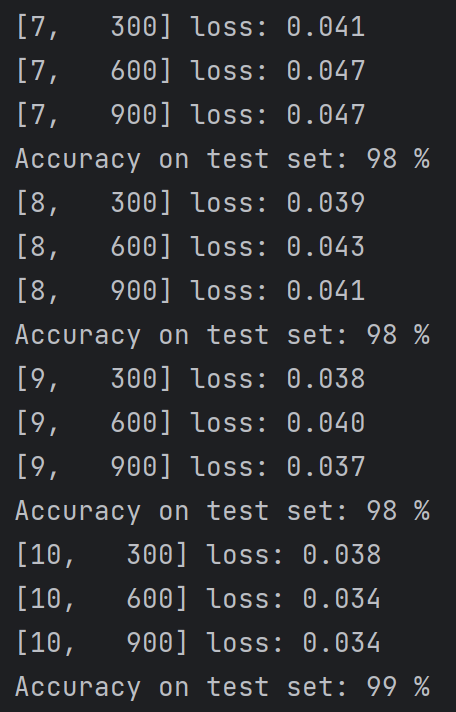 [7,   300] loss: 0.041
[7,   600] loss: 0.047
[7,   900] loss: 0.047
Accuracy on test set: 98 %
[8,   300] loss: 0.039
[8,   600] loss: 0.043
[8,   900] loss: 0.041
Accuracy on test set: 98 %
[9,   300] loss: 0.038
[9,   600] loss: 0.040
[9,   900] loss: 0.037
Accuracy on test set: 98 %
[10,   300] loss: 0.038
[10,   600] loss: 0.034
[10,   900] loss: 0.034
Accuracy on test set: 99 %